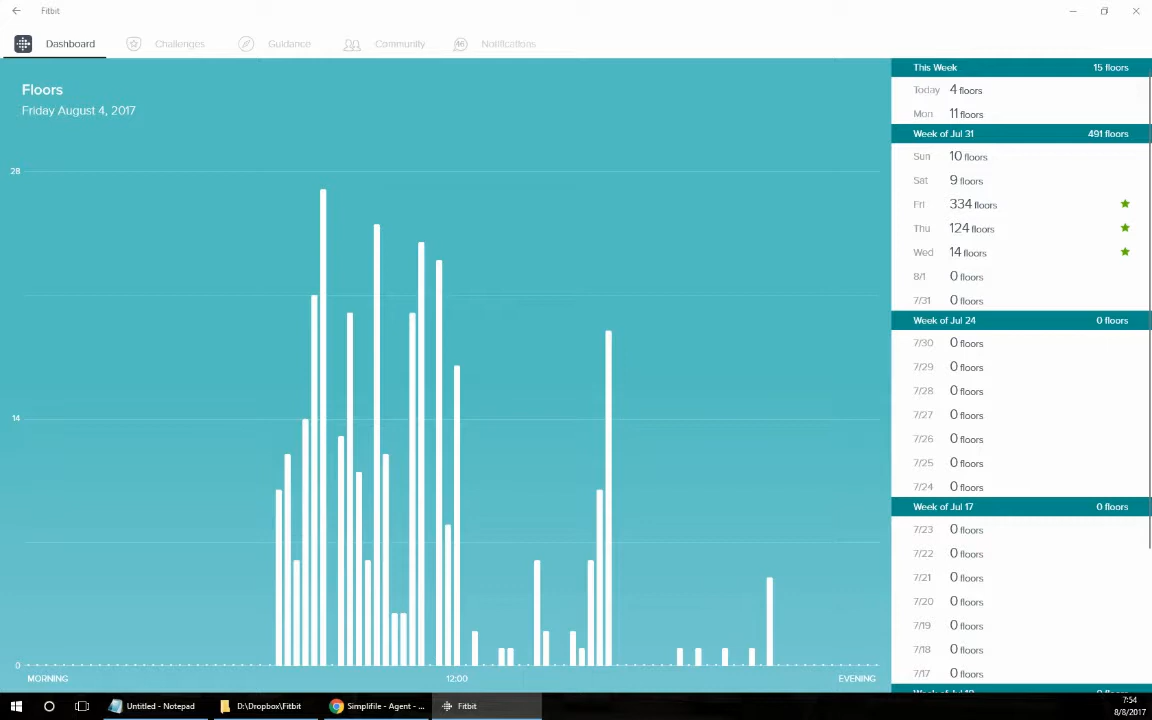 Fitbit
Dashboard
Challenges
Guidance
Community
46
Notifications
Floors
Friday August 4, 2017
28
14
0
MORNING
12:00
EVENING
This Week 15 floors
Today 4 floors
Mon 11 floors
Week of Jul 31 491 floors
Sun 10 floors
Sat 9 floors
Fri 334 floors
Thu 124 floors
Wed 14 floors
8/1 0 floors
7/31 0 floors
Week of Jul 24 0 floors
7/30 0 floors
7/29 0 floors
7/28 0 floors
7/27 0 floors
7/26 0 floors
7/25 0 floors
7/24 0 floors
Week of Jul 17 0 floors
7/23 0 floors
7/22 0 floors
7/21 0 floors
7/20 0 floors
7/19 0 floors
7/18 0 floors
7/17 0 floors
Untitled - Notepad
D:\Dropbox\Fitbit
Simplifile - Agent - ...
Fitbit
7:54
8/8/2017